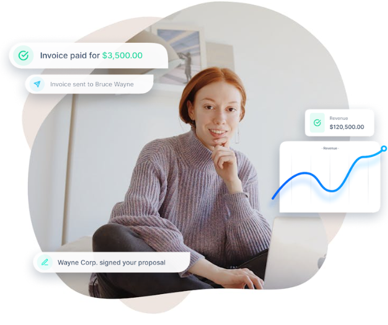 Invoice paid for $3,500.00
Invoice sent to Bruce Wayne
Revenue
$120,500.00
Revenue
Wayne Corp. signed your proposal